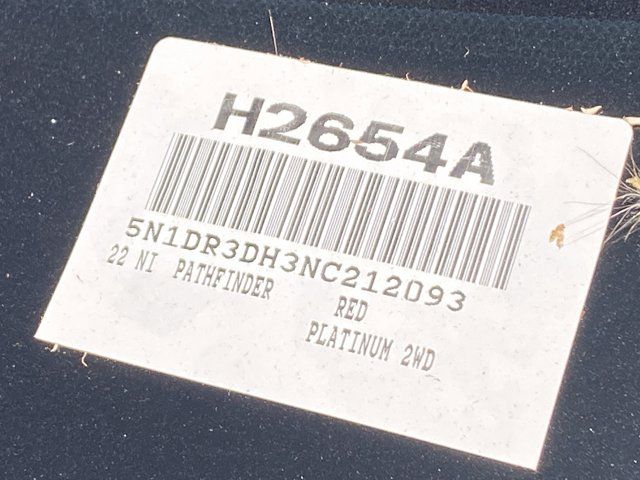 H2654A
5N1DR3DH3NC212093
22 NI PATHFINDER RED
PLATINUM 2WD